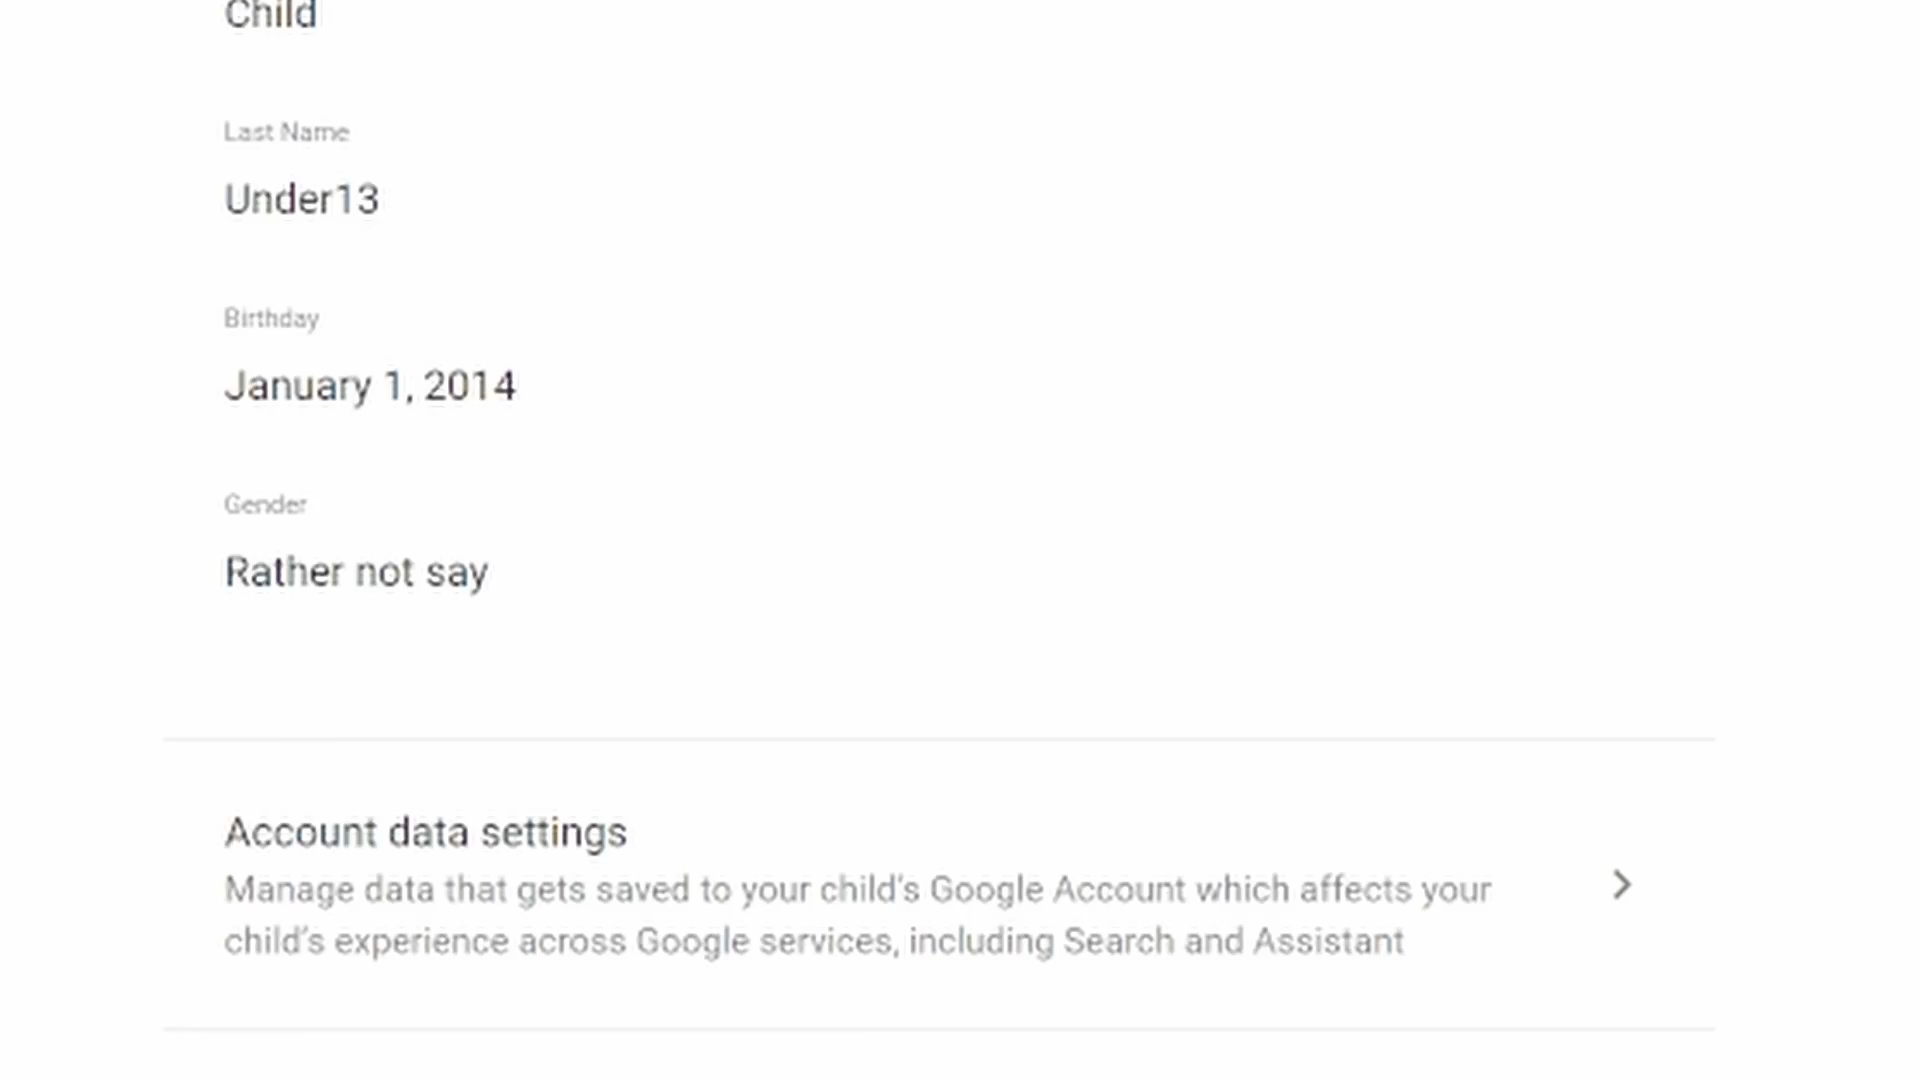 Child
Last Name
Under13
Birthday
January 1, 2014
Gender
Rather not say
Account data settings
Manage data that gets saved to your child's Google Account which affects your
child's experience across Google services, including Search and Assistant